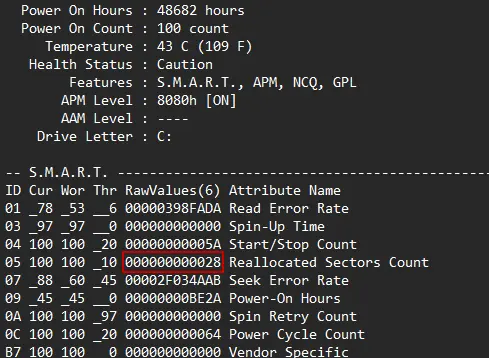 Power On Hours : 48682 hours
Power On Count : 100 count
Temperature : 43 C (109 F)
Health Status : Caution
Features : S.M.A.R.T., APM, NCQ, GPL
APM Level : 8080h [ON]
AAM Level : ----
Drive Letter : C:
-- S.M.A.R.T. --------------------------------------------------
ID Cur Wor Thr RawValues(6) Attribute Name
01 _78 _53 __6 00000398FADA Read Error Rate
03 _97 _97 __0 000000000000 Spin-Up Time
04 100 100 _20 00000000005A Start/Stop Count
05 100 100 _10 000000000028 Reallocated Sectors Count
07 _88 _60 _45 00002F034AAB Seek Error Rate
09 _45 _45 __0 00000000BE2A Power-On Hours
0A 100 100 _97 000000000000 Spin Retry Count
0C 100 100 _20 000000000064 Power Cycle Count
B7 100 100 __0 000000000000 Vendor Specific